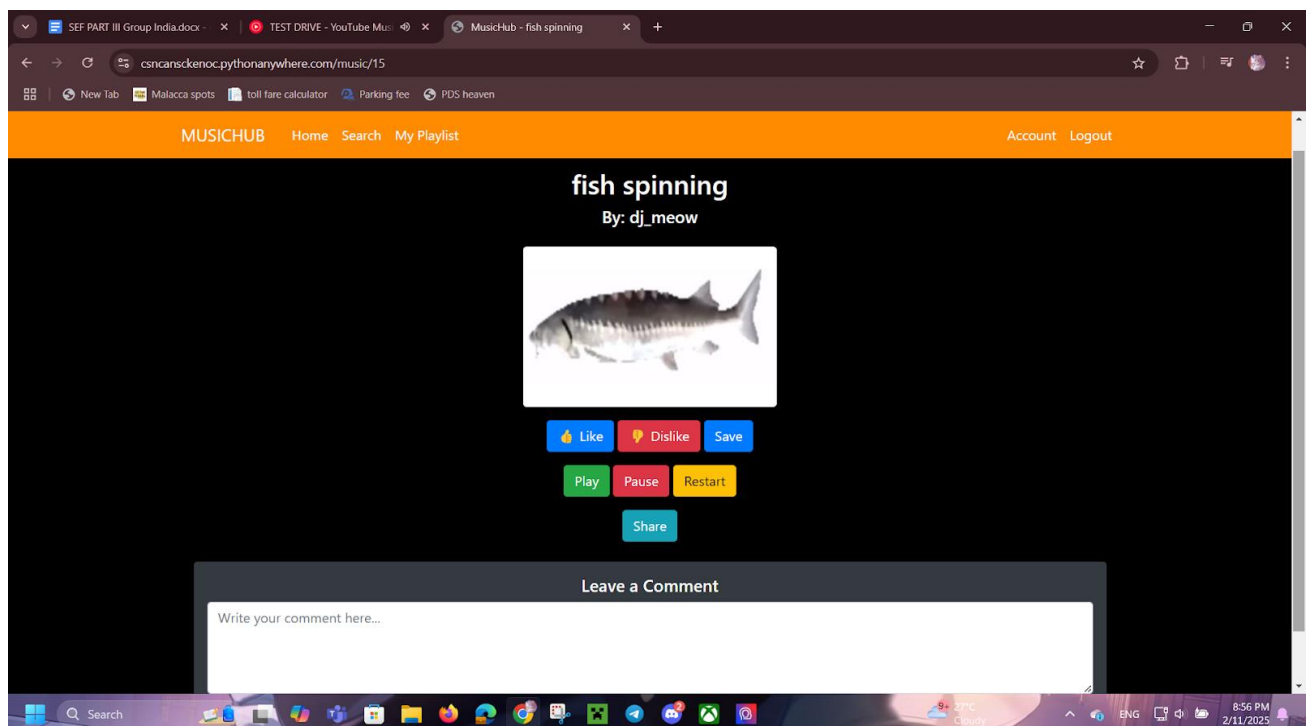 SEF PART III Group India.docx - TEST DRIVE - YouTube Mus MusicHub - fish spinning
csncansckenoc.pythonanywhere.com/music/15
New Tab Malacca spots toll fare calculator Parking fee PDS heaven
MUSICHUB Home Search My Playlist Account Logout
fish spinning
By: dj_meow
👍 Like 👎 Dislike Save
Play Pause Restart
Share
Leave a Comment
Write your comment here...
Search 9+ 27°C ENG 8:56 PM
Cloudy 2/11/2025